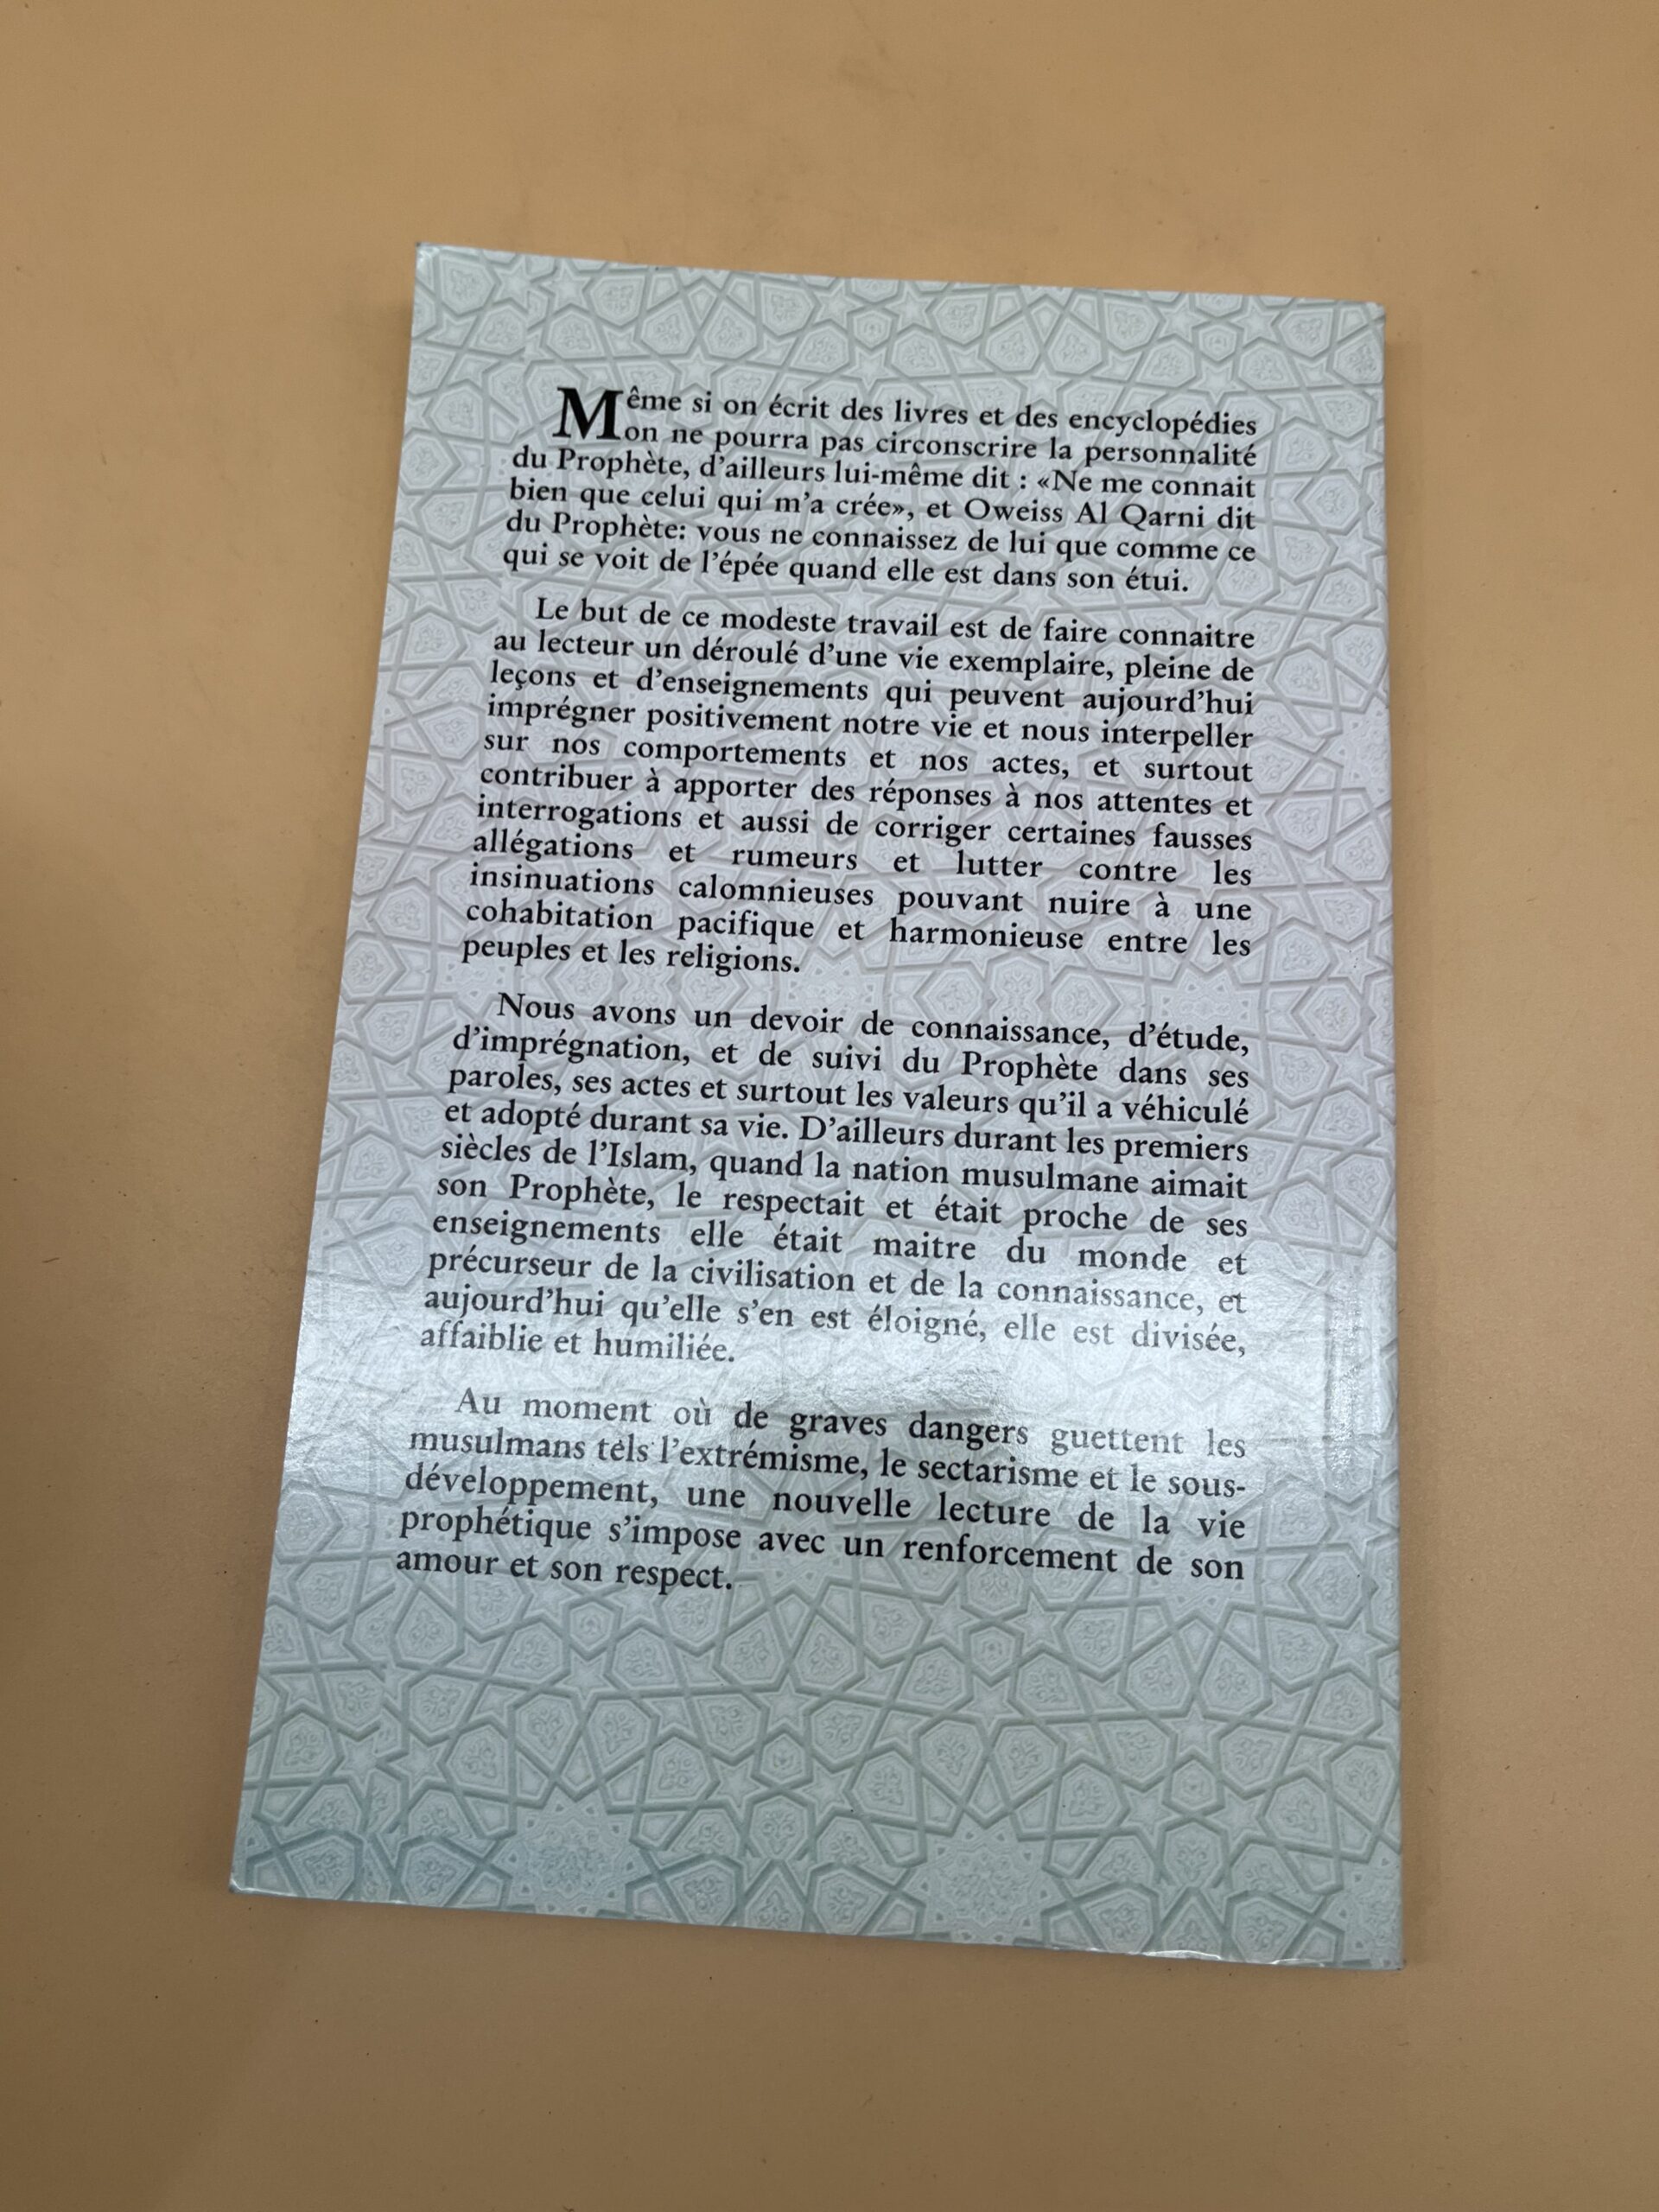 Même si on écrit des livres et des encyclopédies
on ne pourra pas circonscrire la personnalité
du Prophète, d'ailleurs lui-même dit : «Ne me connait
bien que celui qui m'a crée», et Oweiss Al Qarni dit
du Prophète: vous ne connaissez de lui que comme ce
qui se voit de l'épée quand elle est dans son étui.
Le but de ce modeste travail est de faire connaitre
au lecteur un déroulé d'une vie exemplaire, pleine de
leçons et d'enseignements qui peuvent aujourd'hui
imprégner positivement notre vie et nous interpeller
sur nos comportements et nos actes, et surtout
contribuer à apporter des réponses à nos attentes et
interrogations et aussi de corriger certaines fausses
allégations et rumeurs et lutter contre les
insinuations calomnieuses pouvant nuire à une
cohabitation pacifique et harmonieuse entre les
peuples et les religions.
Nous avons un devoir de connaissance, d'étude,
d'imprégnation, et de suivi du Prophète dans ses
paroles, ses actes et surtout les valeurs qu'il a véhiculé
et adopté durant sa vie. D'ailleurs durant les premiers
siècles de l'Islam, quand la nation musulmane aimait
son Prophète, le respectait et était proche de ses
enseignements elle était maitre du monde et
précurseur de la civilisation et de la connaissance, et
aujourd'hui qu'elle s'en est éloigné, elle est divisée,
affaiblie et humiliée.
Au moment où de graves dangers guettent les
musulmans tels l'extrémisme, le sectarisme et le sous-
développement, une nouvelle lecture de la vie
prophétique s'impose avec un renforcement de son
amour et son respect.